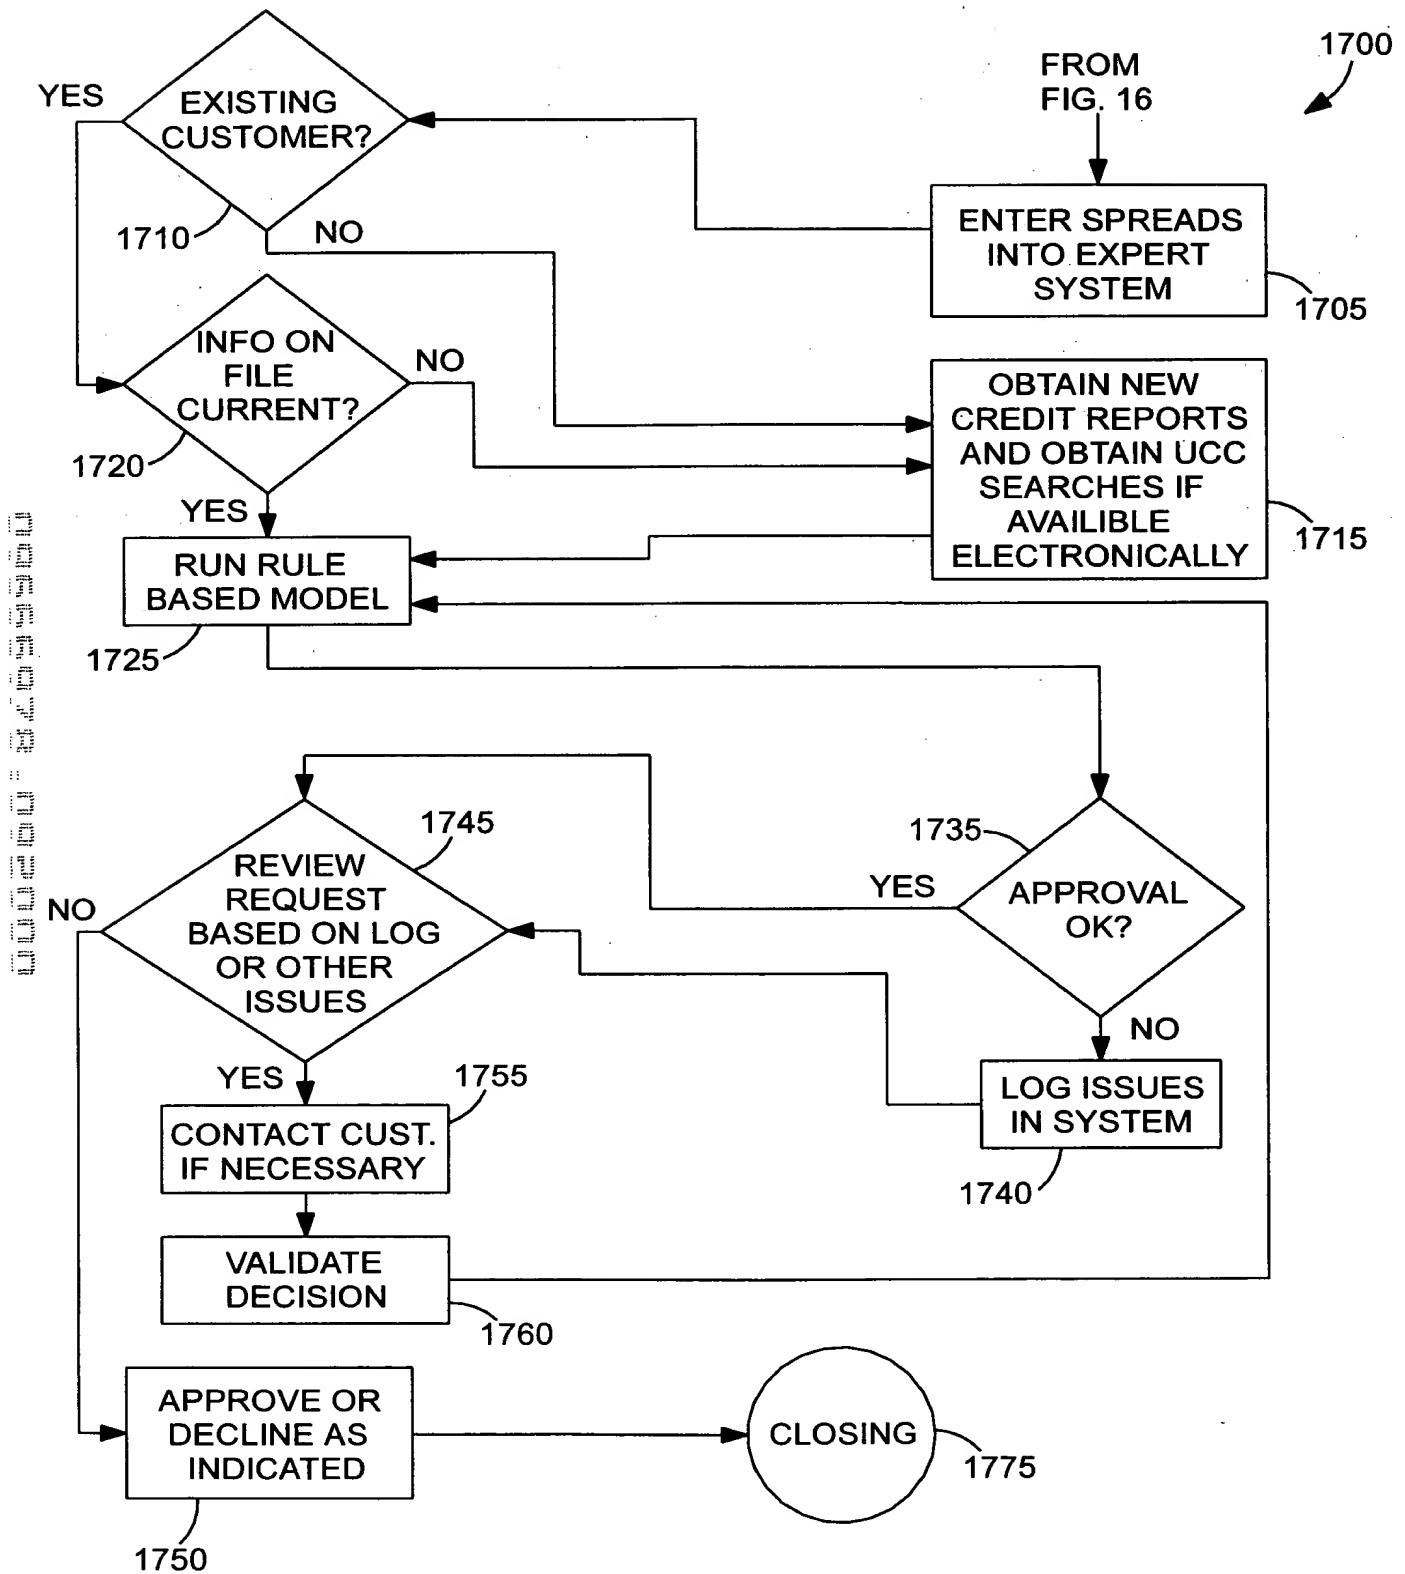 1700
FROM
FIG. 16
YES
EXISTING
CUSTOMER?
1710
NO
ENTER SPREADS
INTO EXPERT
SYSTEM
1705
INFO ON
FILE
CURRENT?
NO
1720
YES
OBTAIN NEW
CREDIT REPORTS
AND OBTAIN UCC
SEARCHES IF
AVAILIBLE
ELECTRONICALLY
1715
RUN RULE
BASED MODEL
1725
1745
REVIEW
REQUEST
BASED ON LOG
OR OTHER
ISSUES
NO
1735
YES
APPROVAL
OK?
NO
YES
1755
CONTACT CUST.
IF NECESSARY
LOG ISSUES
IN SYSTEM
1740
VALIDATE
DECISION
1760
APPROVE OR
DECLINE AS
INDICATED
1750
CLOSING
1775